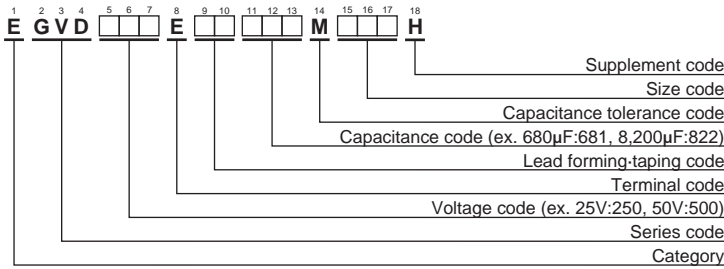 1 2 3 4 5 6 7 8 9 10 11 12 13 14 15 16 17 18
E G V D E M H
Supplement code
Size code
Capacitance tolerance code
Capacitance code (ex. 680µF:681, 8,200µF:822)
Lead forming·taping code
Terminal code
Voltage code (ex. 25V:250, 50V:500)
Series code
Category